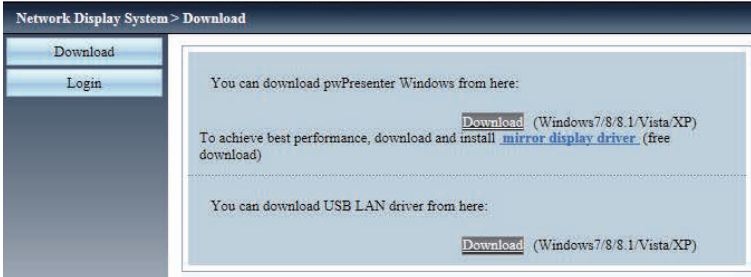 Network Display System > Download
Download
Login
You can download pwPresenter Windows from here:
Download (Windows7/8/8.1/Vista/XP)
To achieve best performance, download and install mirror display driver (free
download)
You can download USB LAN driver from here:
Download (Windows7/8/8.1/Vista/XP)